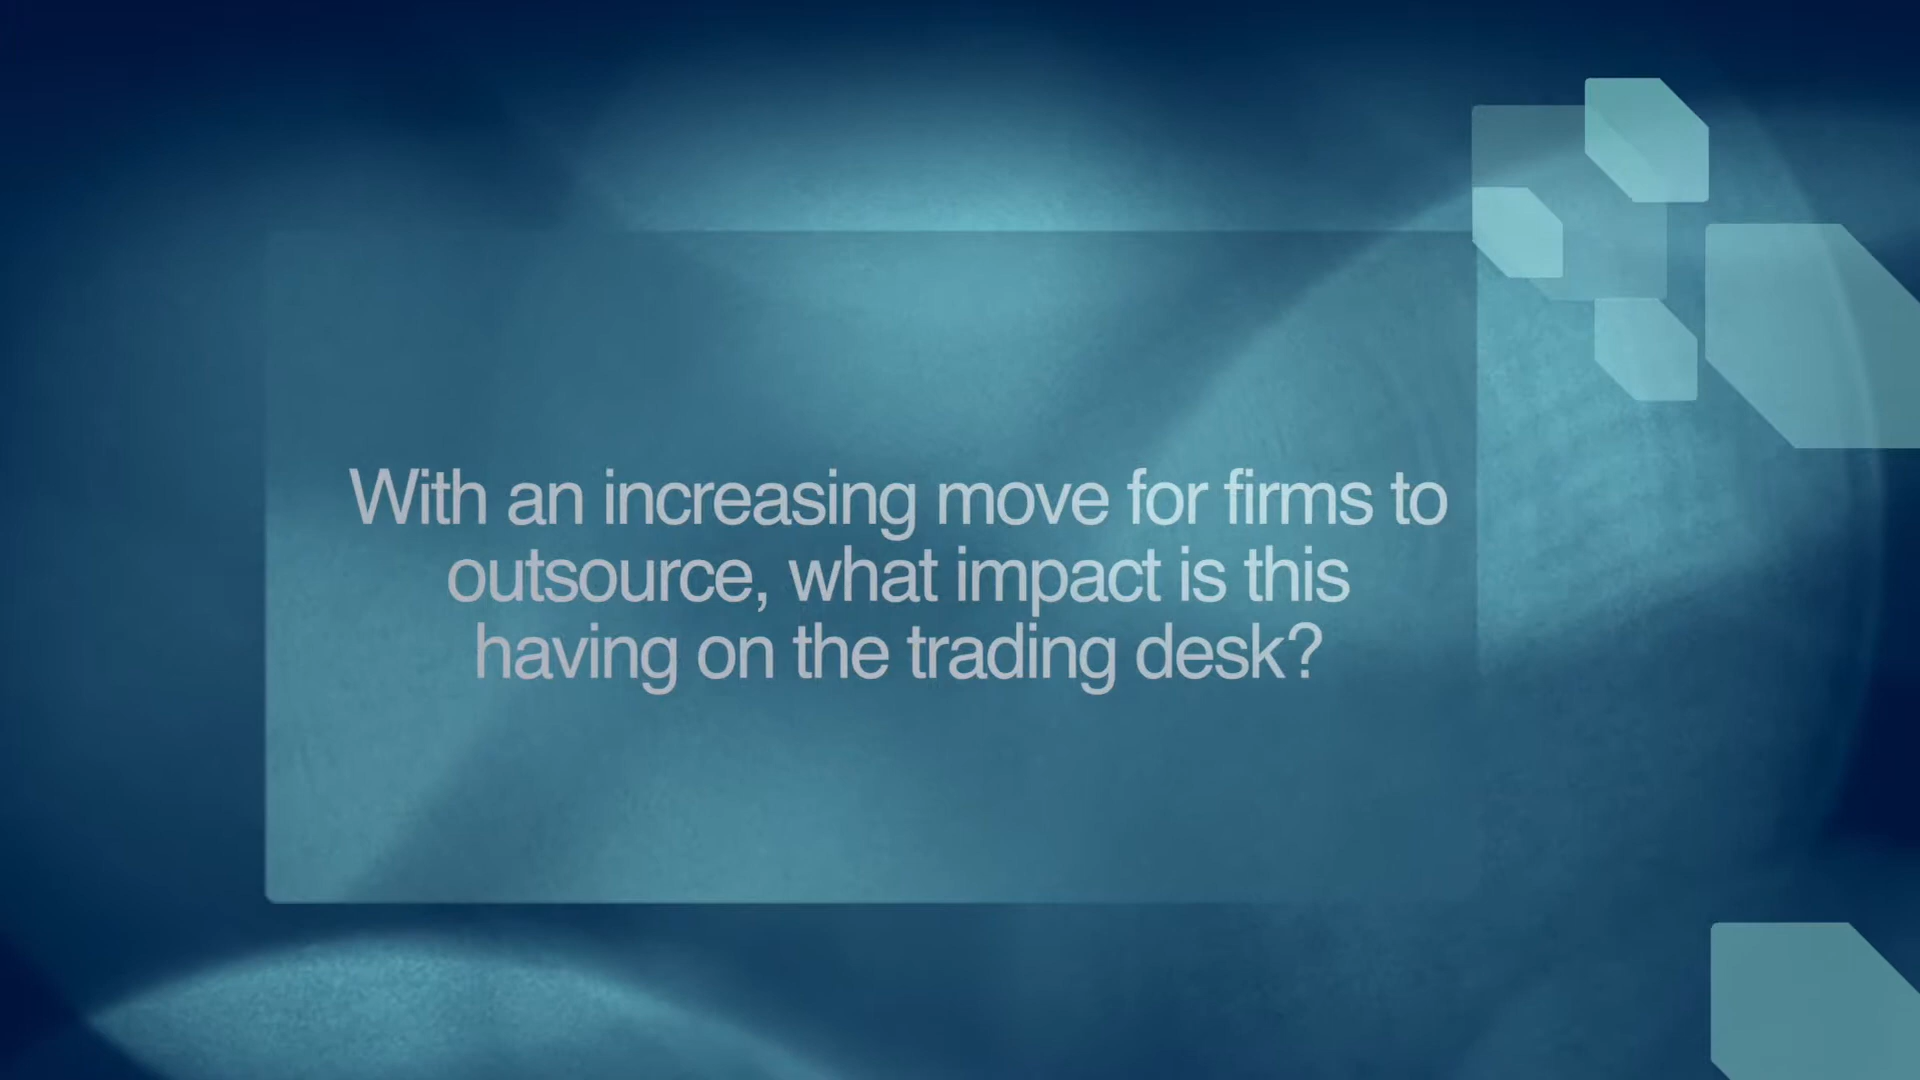 With an increasing move for firms to
outsource, what impact is this
having on the trading desk?